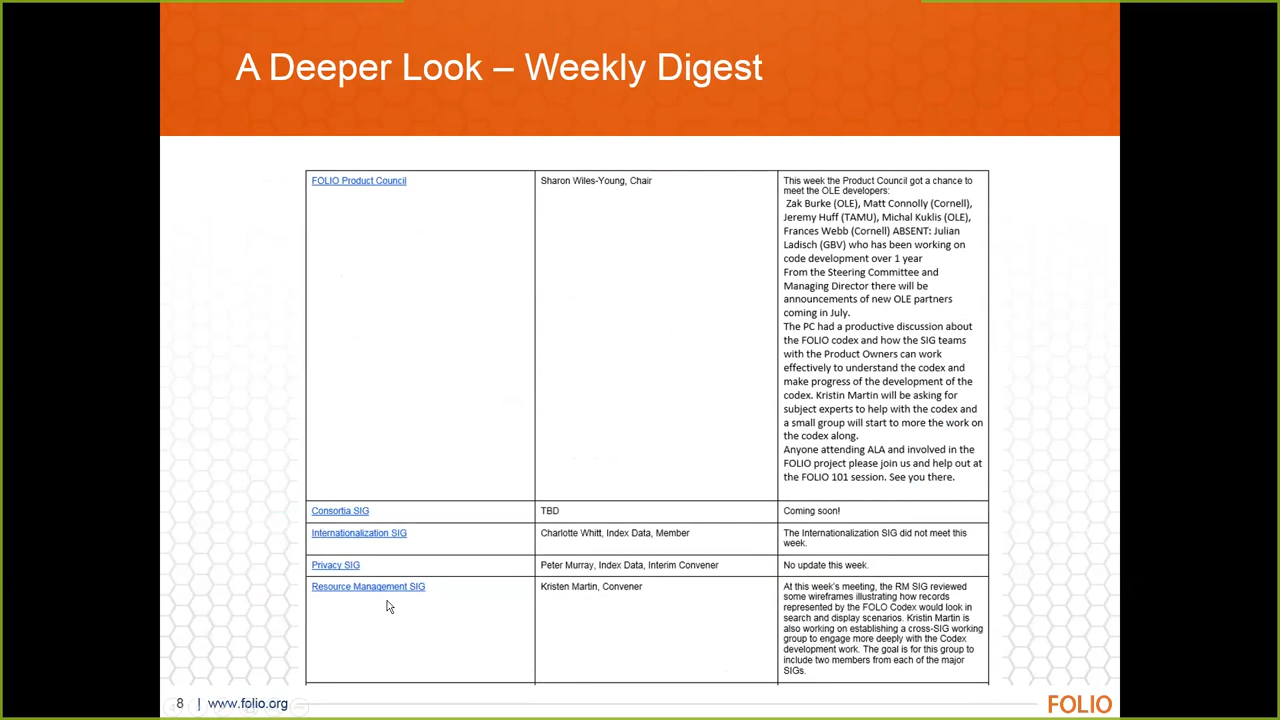 A Deeper Look – Weekly Digest
FOLIO Product Council
Sharon Wiles-Young, Chair
This week the Product Council got a chance to
meet the OLE developers:
Zak Burke (OLE), Matt Connolly (Cornell),
Jeremy Huff (TAMU), Michal Kuklis (OLE),
Frances Webb (Cornell) ABSENT: Julian
Ladisch (GBV) who has been working on
code development over 1 year
From the Steering Committee and
Managing Director there will be
announcements of new OLE partners
coming in July.
The PC had a productive discussion about
the FOLIO codex and how the SIG teams
with the Product Owners can work
effectively to understand the codex and
make progress of the development of the
codex. Kristin Martin will be asking for
subject experts to help with the codex and
a small group will start to more the work on
the codex along.
Anyone attending ALA and involved in the
FOLIO project please join us and help out at
the FOLIO 101 session. See you there.
Consortia SIG
TBD
Coming soon!
Internationalization SIG
Charlotte Whitt, Index Data, Member
The Internationalization SIG did not meet this
week.
Privacy SIG
Peter Murray, Index Data, Interim Convener
No update this week.
Resource Management SIG
Kristen Martin, Convener
At this week's meeting, the RM SIG reviewed
some wireframes illustrating how records
represented by the FOLO Codex would look in
search and display scenarios. Kristin Martin is
also working on establishing a cross-SIG working
group to engage more deeply with the Codex
development work. The goal is for this group to
include two members from each of the major
SIGs.
8 | www.folio.org
FOLIO